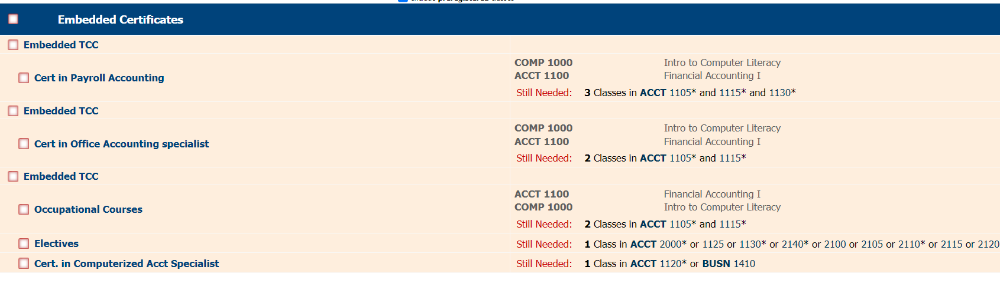 Include preregistered classes
Embedded Certificates
Embedded TCC
Cert in Payroll Accounting
COMP 1000 Intro to Computer Literacy
ACCT 1100 Financial Accounting I
Still Needed: 3 Classes in ACCT 1105* and 1115* and 1130*
Embedded TCC
Cert in Office Accounting specialist
COMP 1000 Intro to Computer Literacy
ACCT 1100 Financial Accounting I
Still Needed: 2 Classes in ACCT 1105* and 1115*
Embedded TCC
Occupational Courses
ACCT 1100 Financial Accounting I
COMP 1000 Intro to Computer Literacy
Still Needed: 2 Classes in ACCT 1105* and 1115*
Electives Still Needed: 1 Class in ACCT 2000* or 1125 or 1130* or 2140* or 2100 or 2105 or 2110* or 2115 or 2120
Cert. in Computerized Acct Specialist Still Needed: 1 Class in ACCT 1120* or BUSN 1410